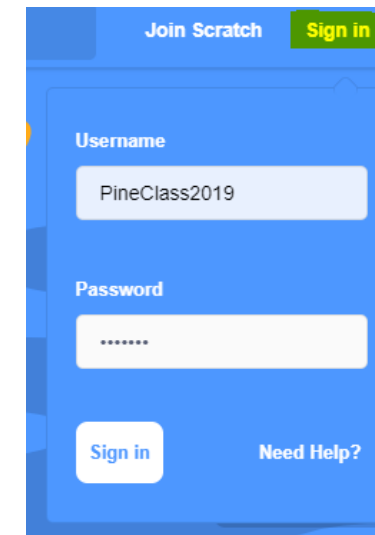 Join Scratch Sign in
Username
PineClass2019
Password
•••••••
Sign in Need Help?